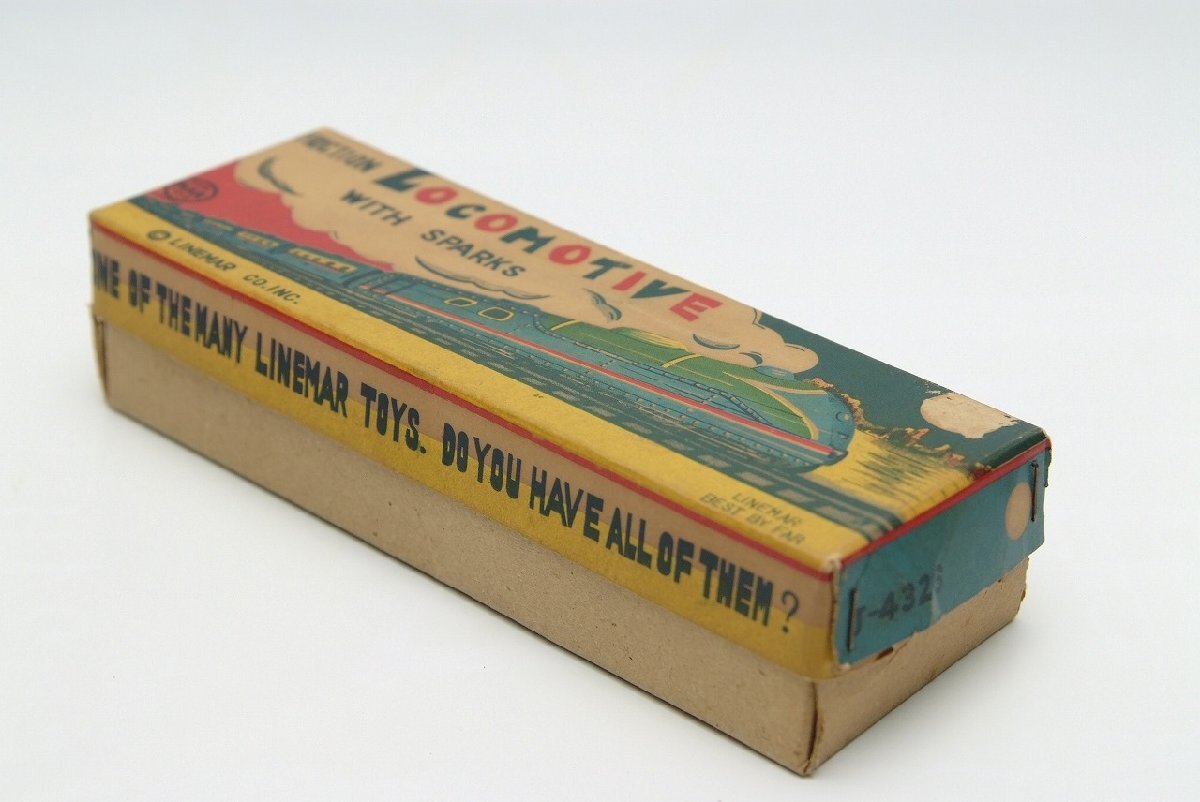 FRICTION LOCOMOTIVE
WITH SPARKS
© LINEMAR CO. INC.
LINEMAR
BEST BY FAR
ONE OF THE MANY LINEMAR TOYS. DO YOU HAVE ALL OF THEM?